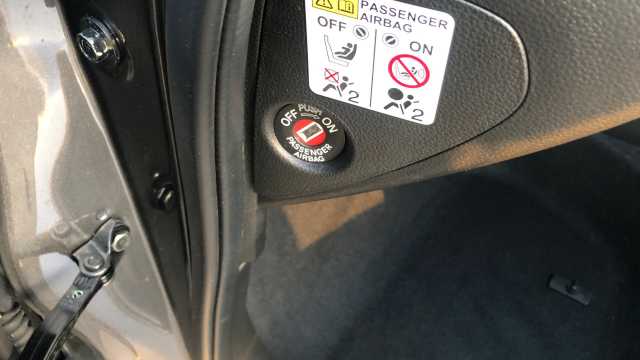 PASSENGER
AIRBAG
OFF
ON
2
2
OFF PUSH ON
PASSENGER
AIRBAG